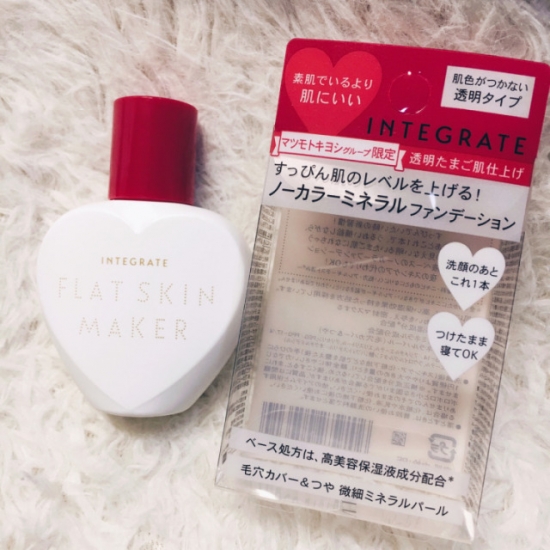 INTEGRATE
FLAT SKIN
MAKER
素肌でいるより
肌にいい
肌色がつかない
透明タイプ
INTEGRATE
マツモトキヨシグループ限定
透明たまご肌仕上げ
すっぴん肌のレベルを上げる!
ノーカラーミネラル ファンデーション
洗顔のあと
これ1本
つけたまま
寝てOK
ベース処方は、高美容保湿液成分配合*
毛穴カバー&つや 微細ミネラルパール